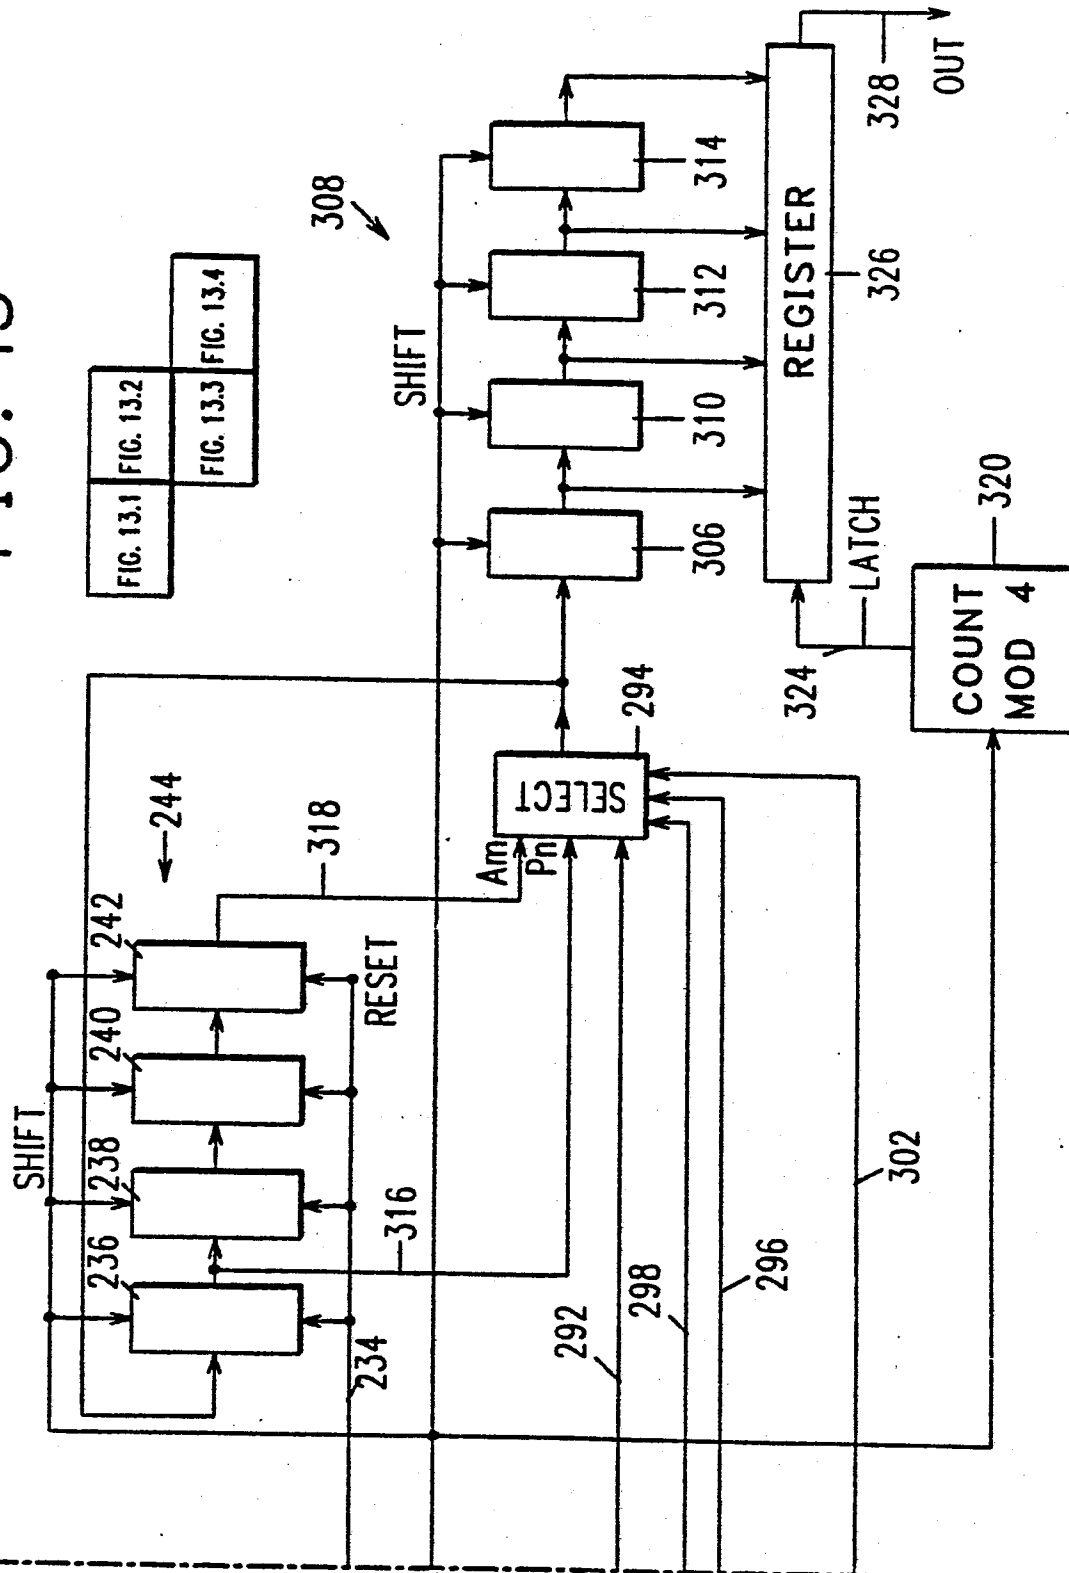 FIG. 13
FIG. 13.1
FIG. 13.2
FIG. 13.3
FIG. 13.4
SHIFT
236
238
240
242
244
234
RESET
316
318
308
SHIFT
Am
Pn
SELECT
294
292
298
296
302
306
310
312
314
REGISTER
326
328
OUT
324
LATCH
COUNT
MOD 4
320